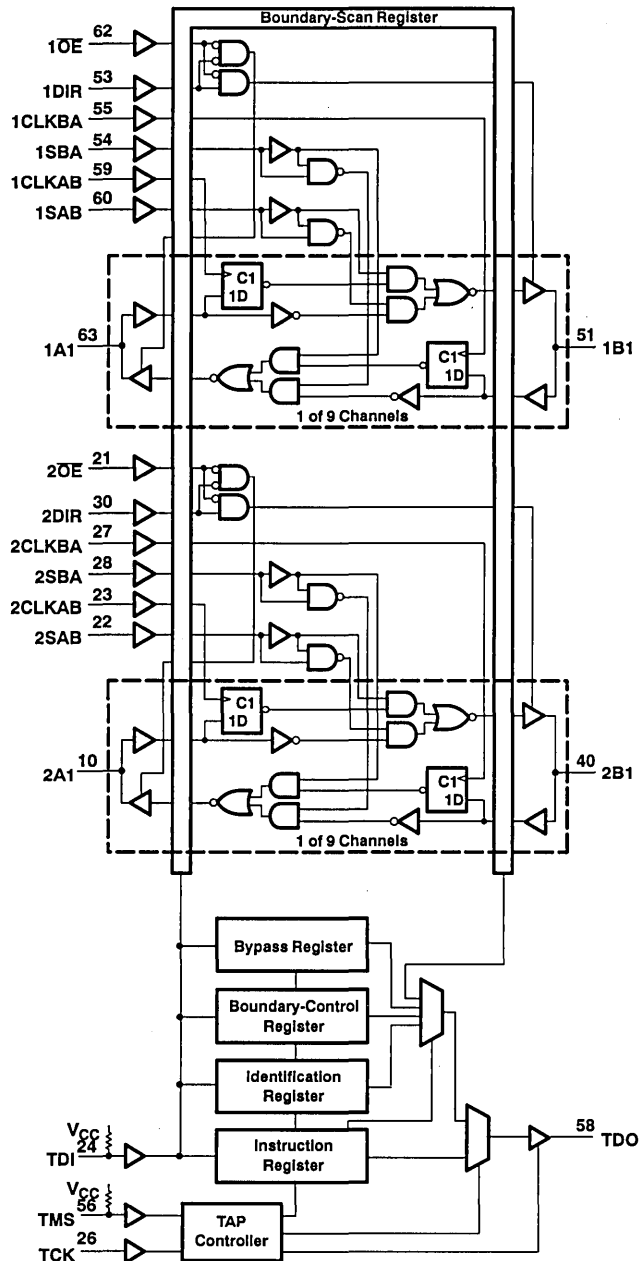 Boundary-Scan Register
1OE 62
1DIR 53
1CLKBA 55
1SBA 54
1CLKAB 59
1SAB 60
C1
1D
63
1A1
51
1B1
C1
1D
1 of 9 Channels
2OE 21
2DIR 30
2CLKBA 27
2SBA 28
2CLKAB 23
2SAB 22
C1
1D
10
2A1
40
2B1
C1
1D
1 of 9 Channels
Bypass Register
Boundary-Control
Register
Identification
Register
VCC
TDI 24
Instruction
Register
58
TDO
VCC
TMS 56
TAP
Controller
TCK 26